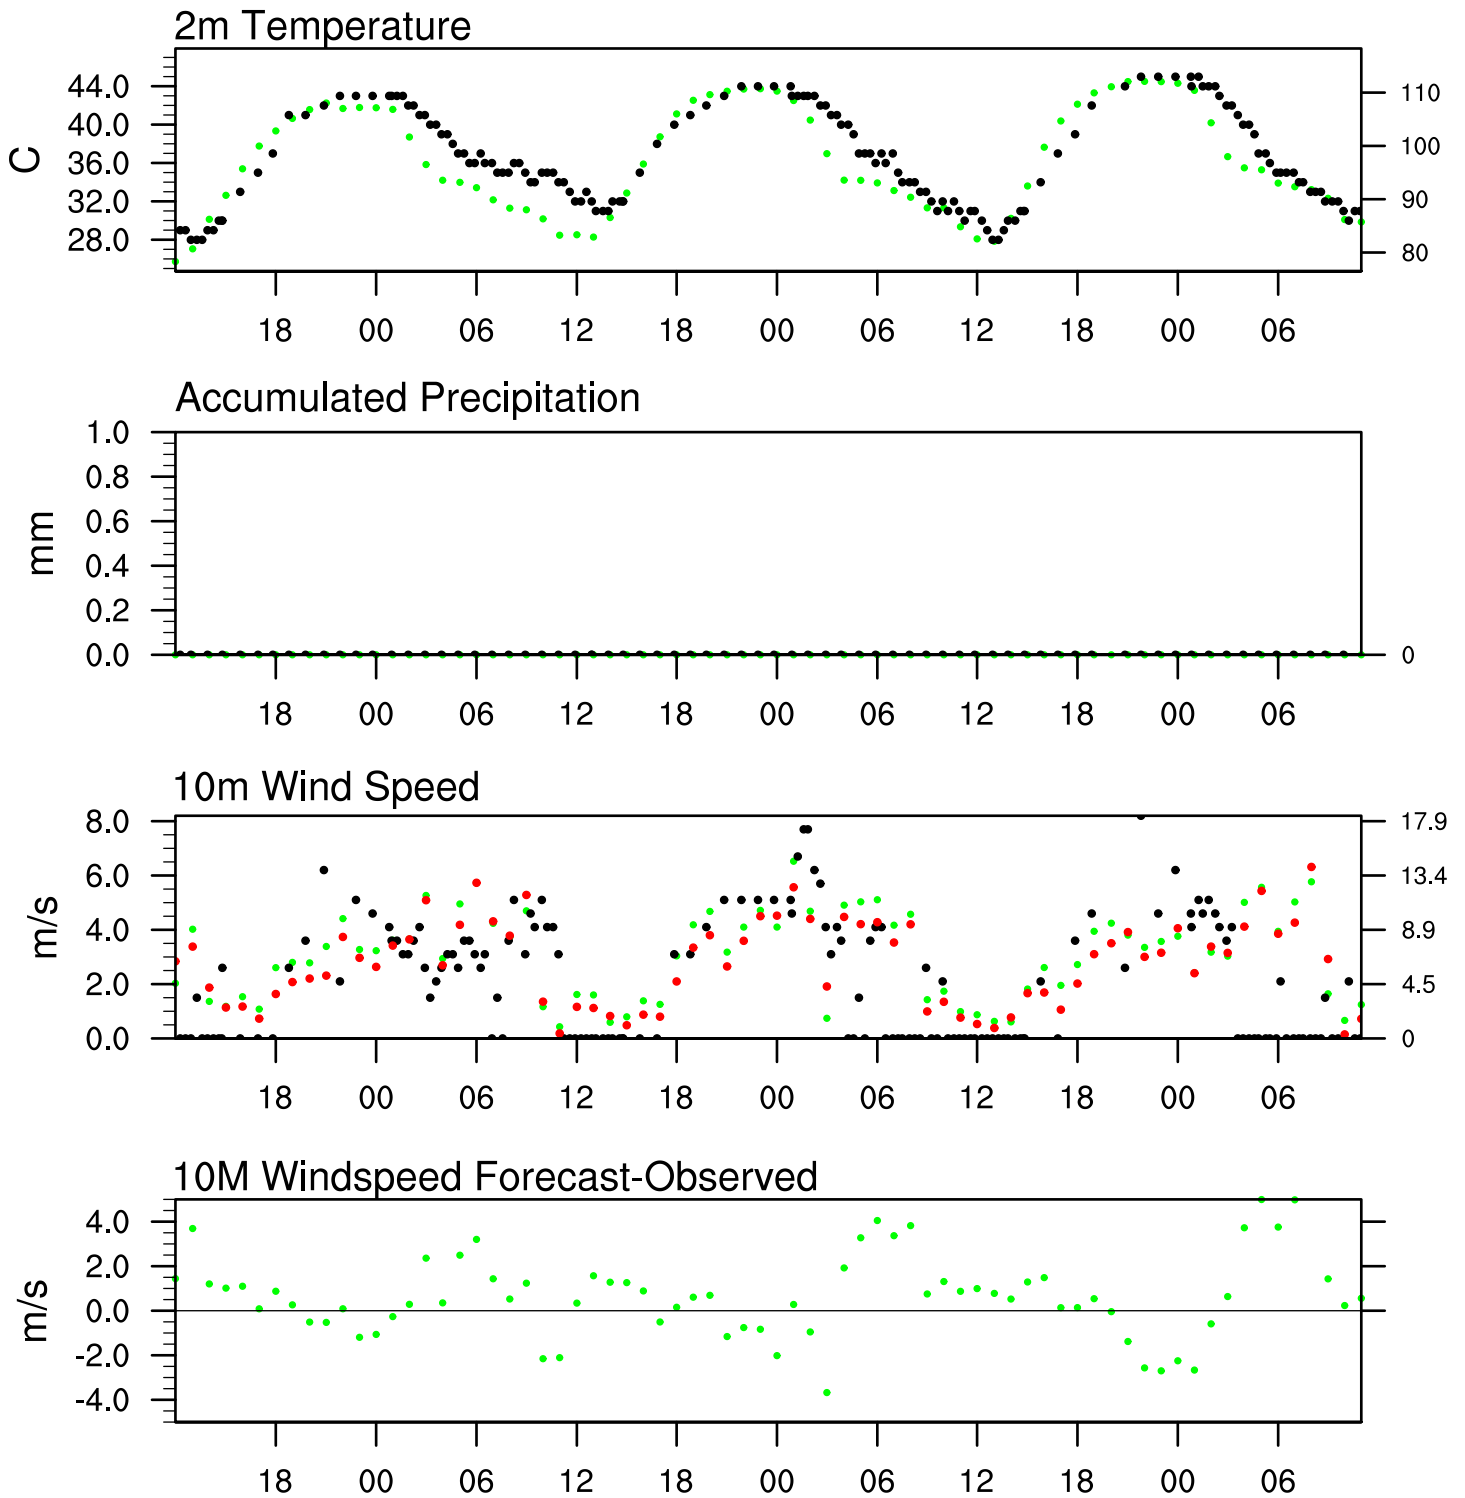 2m Temperature
44.0
40.0
36.0
32.0
28.0
C
110
100
90
80
18 00 06 12 18 00 06 12 18 00 06
Accumulated Precipitation
1.0
0.8
0.6
0.4
0.2
0.0
mm
0
18 00 06 12 18 00 06 12 18 00 06
10m Wind Speed
8.0
6.0
4.0
2.0
0.0
m/s
17.9
13.4
8.9
4.5
0
18 00 06 12 18 00 06 12 18 00 06
10M Windspeed Forecast-Observed
4.0
2.0
0.0
-2.0
-4.0
m/s
18 00 06 12 18 00 06 12 18 00 06